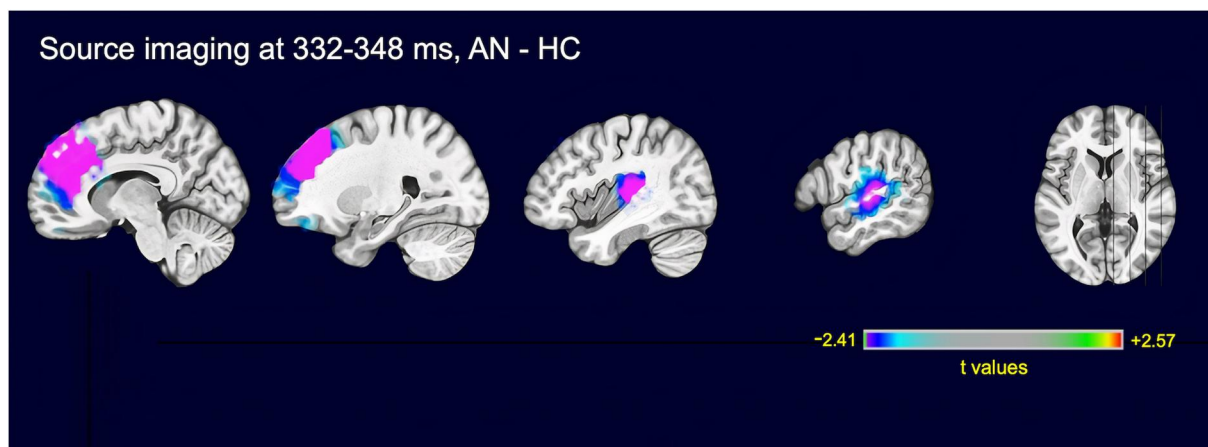 Source imaging at 332-348 ms, AN - HC
−2.41 +2.57
t values